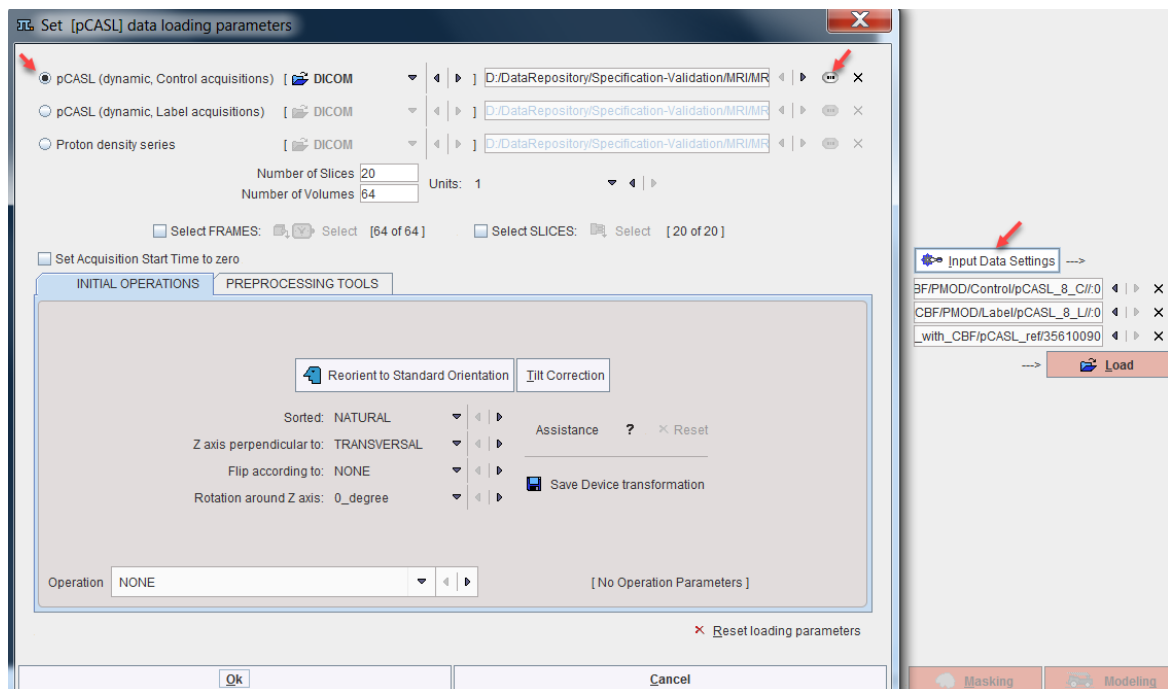 Set [pCASL] data loading parameters
pCASL (dynamic, Control acquisitions) [ DICOM ] D:/DataRepository/Specification-Validation/MRI/MR
pCASL (dynamic, Label acquisitions) [ DICOM ] D:/DataRepository/Specification-Validation/MRI/MR
Proton density series [ DICOM ] D:/DataRepository/Specification-Validation/MRI/MR
Number of Slices 20
Units: 1
Number of Volumes 64
Select FRAMES: Select [64 of 64 ] Select SLICES: Select [ 20 of 20 ]
Set Acquisition Start Time to zero
INITIAL OPERATIONS PREPROCESSING TOOLS
Reorient to Standard Orientation Tilt Correction
Sorted: NATURAL
Z axis perpendicular to: TRANSVERSAL
Flip according to: NONE
Rotation around Z axis: 0_degree
Assistance ? Reset
Save Device transformation
Operation NONE [ No Operation Parameters ]
Reset loading parameters
Ok Cancel
Input Data Settings --->
BF/PMOD/Control/pCASL_8_C//:0
CBF/PMOD/Label/pCASL_8_L//:0
_with_CBF/pCASL_ref/35610090
---> Load
Masking Modeling